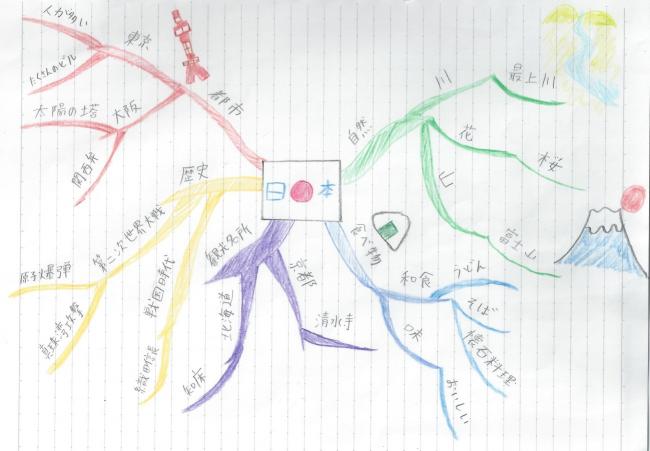 日本
都市
東京
人が多い
たくさんのビル
大阪
太陽の塔
関西弁
自然
川
最上川
花
桜
山
富士山
歴史
第二次世界大戦
原子爆弾
真珠湾攻撃
戦国時代
織田信長
観光名所
北海道
知床
京都
清水寺
食べ物
和食
うどん
そば
懐石料理
味
おいしい